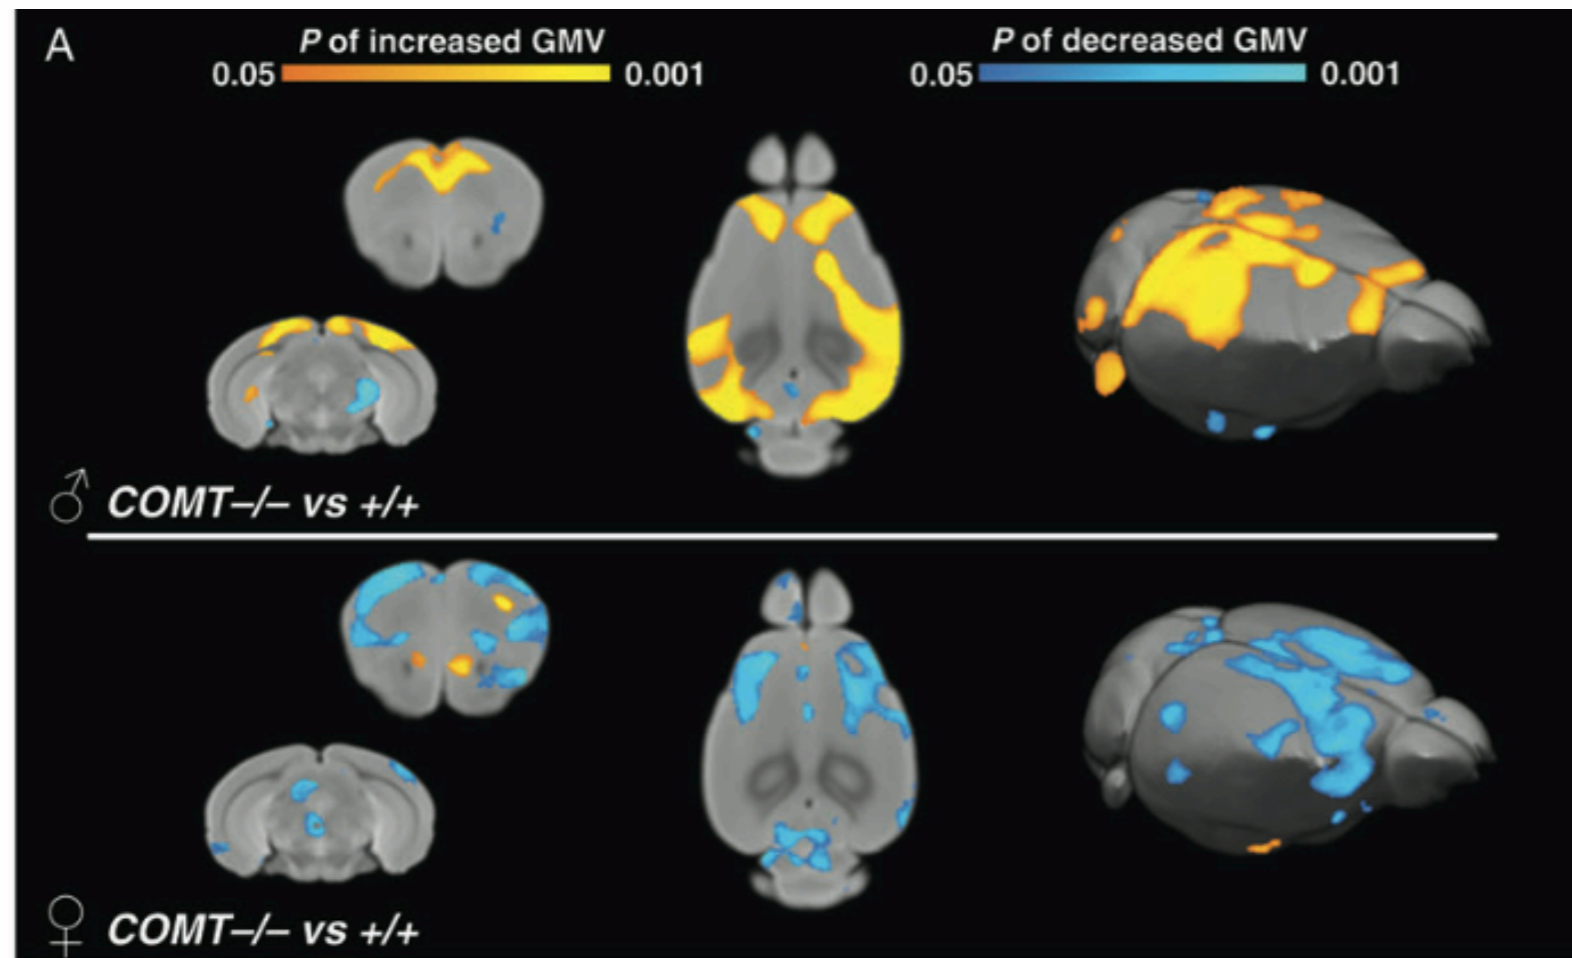 A
P of increased GMV
0.05 0.001
P of decreased GMV
0.05 0.001
♂ COMT–/– vs +/+
♀ COMT–/– vs +/+